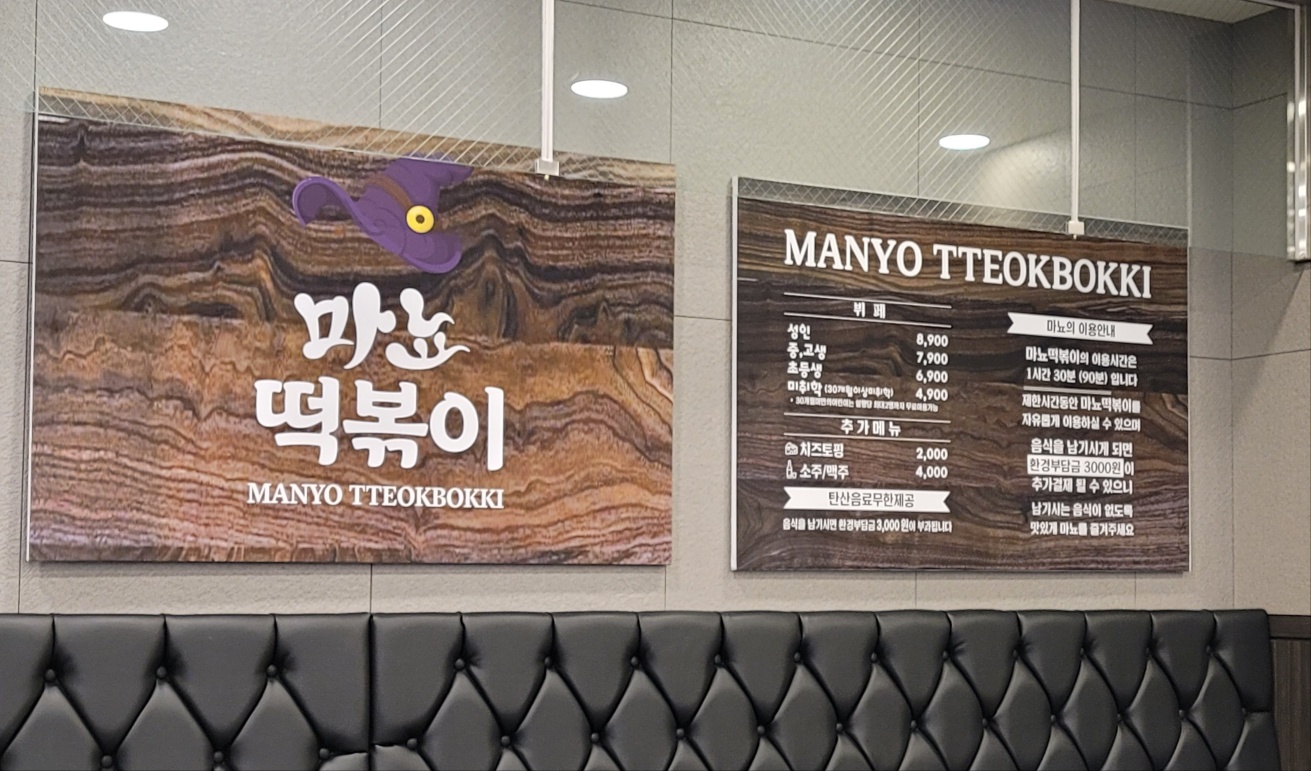 마뇨
떡볶이
MANYO TTEOKBOKKI
MANYO TTEOKBOKKI
뷔 페
성인 8,900
중,고생 7,900
초등생 6,900
미취학 (30개월이상미취학) 4,900
추가메뉴
치즈토핑 2,000
소주/맥주 4,000
탄산음료무한제공
음식을 남기시면 환경부담금 3,000원이 부과됩니다
마뇨의 이용안내
마뇨떡볶이의 이용시간은
1시간 30분 (90분) 입니다
제한시간동안 마뇨떡볶이를
자유롭게 이용하실 수 있으며
음식을 남기시게 되면
환경부담금 3000원이
추가결제 될 수 있으니
남기시는 음식이 없도록
맛있게 마뇨를 즐겨주세요